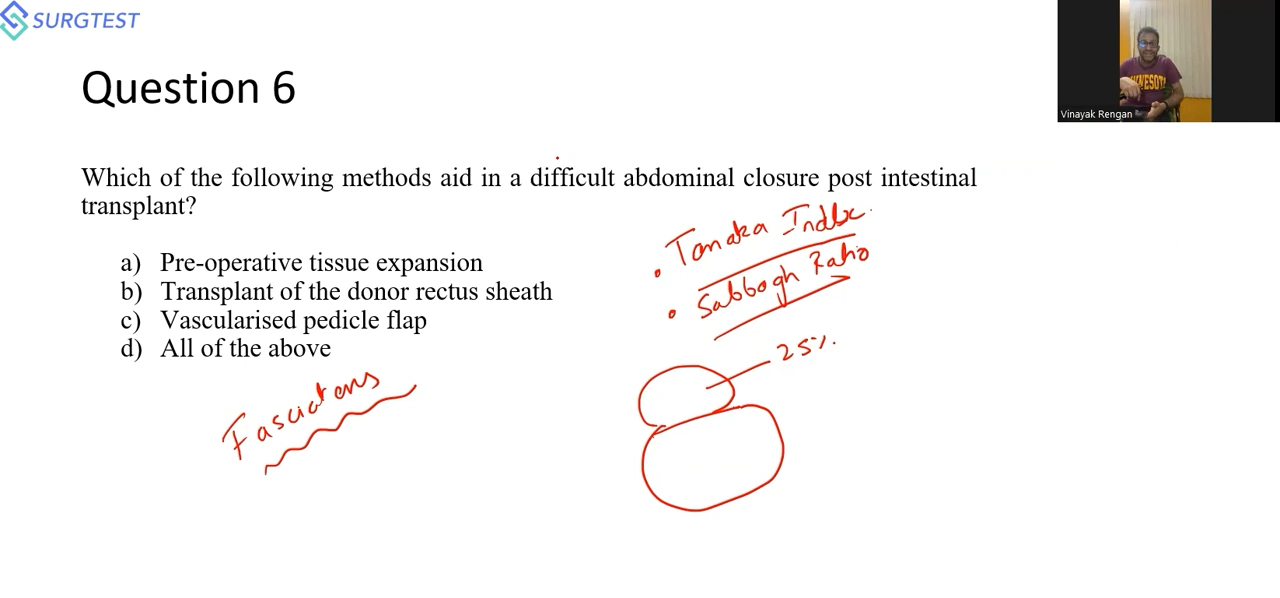 SURGTEST
Question 6
Vinayak Rengan
Which of the following methods aid in a difficult abdominal closure post intestinal
transplant?
a) Pre-operative tissue expansion
b) Transplant of the donor rectus sheath
c) Vascularised pedicle flap
d) All of the above
• Tanaka Index
• Sabbogh Ratio
25%